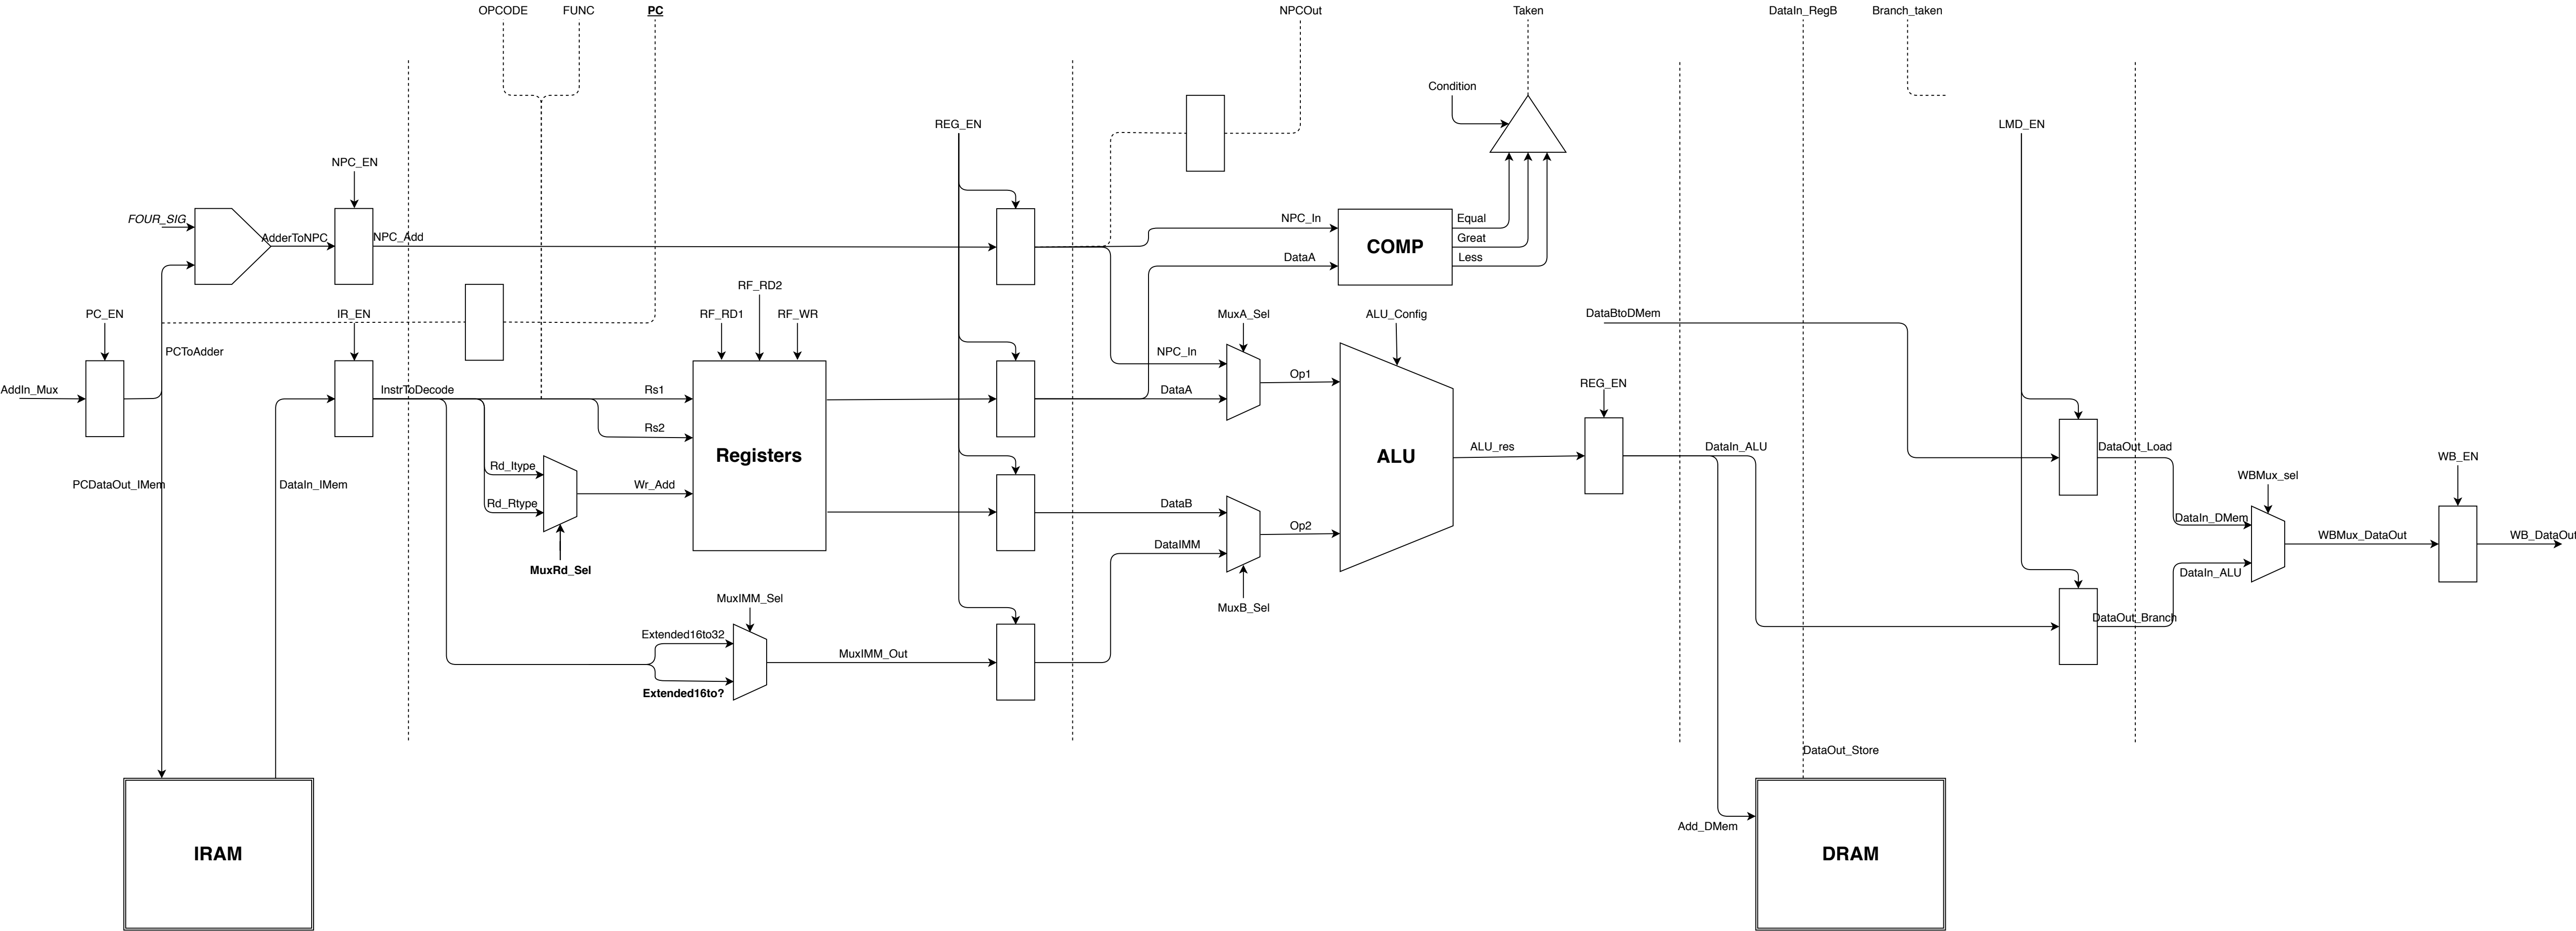 OPCODE
FUNC
PC
NPCOut
Taken
DataIn_RegB
Branch_taken
Condition
REG_EN
LMD_EN
NPC_EN
FOUR_SIG
AdderToNPC
NPC_Add
NPC_In
Equal
COMP
Great
DataA
Less
RF_RD2
PC_EN
IR_EN
RF_RD1
RF_WR
MuxA_Sel
ALU_Config
DataBtoDMem
PCToAdder
NPC_In
Op1
REG_EN
AddIn_Mux
InstrToDecode
Rs1
DataA
Rs2
Registers
ALU
ALU_res
DataIn_ALU
DataOut_Load
WB_EN
Rd_Itype
WBMux_sel
PCDataOut_IMem
DataIn_IMem
Wr_Add
Rd_Rtype
DataB
Op2
DataIn_DMem
WBMux_DataOut
WB_DataOut
DataIMM
MuxRd_Sel
DataIn_ALU
MuxIMM_Sel
MuxB_Sel
DataOut_Branch
Extended16to32
MuxIMM_Out
Extended16to?
DataOut_Store
Add_DMem
IRAM
DRAM